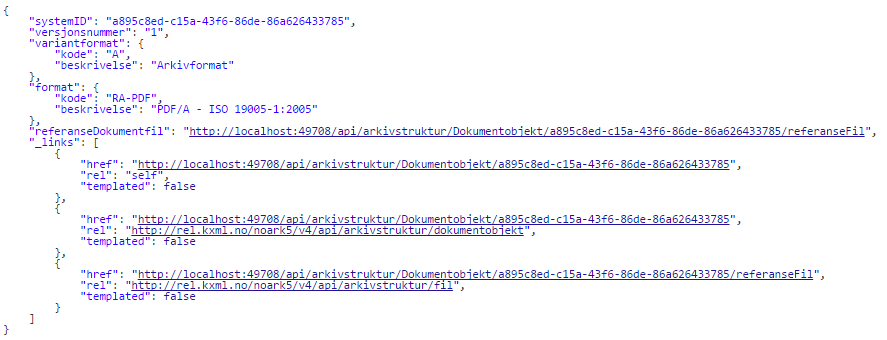 {
    "systemID": "a895c8ed-c15a-43f6-86de-86a626433785",
    "versjonsnummer": "1",
    "variantformat": {
        "kode": "A",
        "beskrivelse": "Arkivformat"
    },
    "format": {
        "kode": "RA-PDF",
        "beskrivelse": "PDF/A - ISO 19005-1:2005"
    },
    "referanseDokumentfil": "http://localhost:49708/api/arkivstruktur/Dokumentobjekt/a895c8ed-c15a-43f6-86de-86a626433785/referanseFil",
    "_links": [
        {
            "href": "http://localhost:49708/api/arkivstruktur/Dokumentobjekt/a895c8ed-c15a-43f6-86de-86a626433785",
            "rel": "self",
            "templated": false
        },
        {
            "href": "http://localhost:49708/api/arkivstruktur/Dokumentobjekt/a895c8ed-c15a-43f6-86de-86a626433785",
            "rel": "http://rel.kxml.no/noark5/v4/api/arkivstruktur/dokumentobjekt",
            "templated": false
        },
        {
            "href": "http://localhost:49708/api/arkivstruktur/Dokumentobjekt/a895c8ed-c15a-43f6-86de-86a626433785/referanseFil",
            "rel": "http://rel.kxml.no/noark5/v4/api/arkivstruktur/fil",
            "templated": false
        }
    ]
}